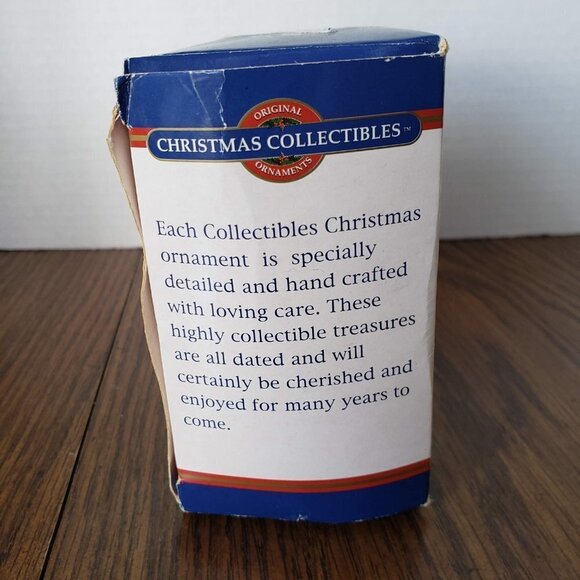 ORIGINAL
CHRISTMAS COLLECTIBLES™
ORNAMENTS
Each Collectibles Christmas
ornament is specially
detailed and hand crafted
with loving care. These
highly collectible treasures
are all dated and will
certainly be cherished and
enjoyed for many years to
come.